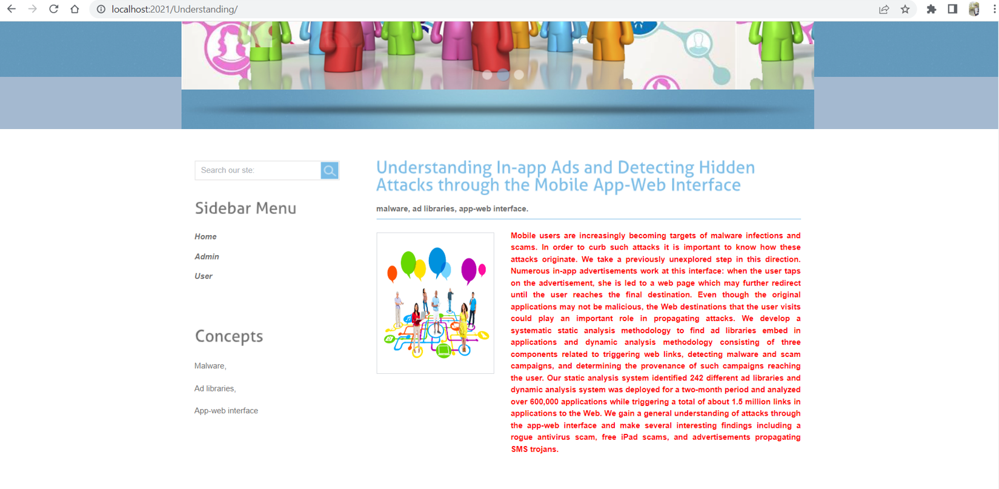 localhost:2021/Understanding/
Search our ste:
Sidebar Menu
Home
Admin
User
Concepts
Malware,
Ad libraries,
App-web interface
Understanding In-app Ads and Detecting Hidden
Attacks through the Mobile App-Web Interface
malware, ad libraries, app-web interface.
Mobile users are increasingly becoming targets of malware infections and
scams. In order to curb such attacks it is important to know how these
attacks originate. We take a previously unexplored step in this direction.
Numerous in-app advertisements work at this interface: when the user taps
on the advertisement, she is led to a web page which may further redirect
until the user reaches the final destination. Even though the original
applications may not be malicious, the Web destinations that the user visits
could play an important role in propagating attacks. We develop a
systematic static analysis methodology to find ad libraries embed in
applications and dynamic analysis methodology consisting of three
components related to triggering web links, detecting malware and scam
campaigns, and determining the provenance of such campaigns reaching
the user. Our static analysis system identified 242 different ad libraries and
dynamic analysis system was deployed for a two-month period and analyzed
over 600,000 applications while triggering a total of about 1.5 million links in
applications to the Web. We gain a general understanding of attacks through
the app-web interface and make several interesting findings including a
rogue antivirus scam, free iPad scams, and advertisements propagating
SMS trojans.